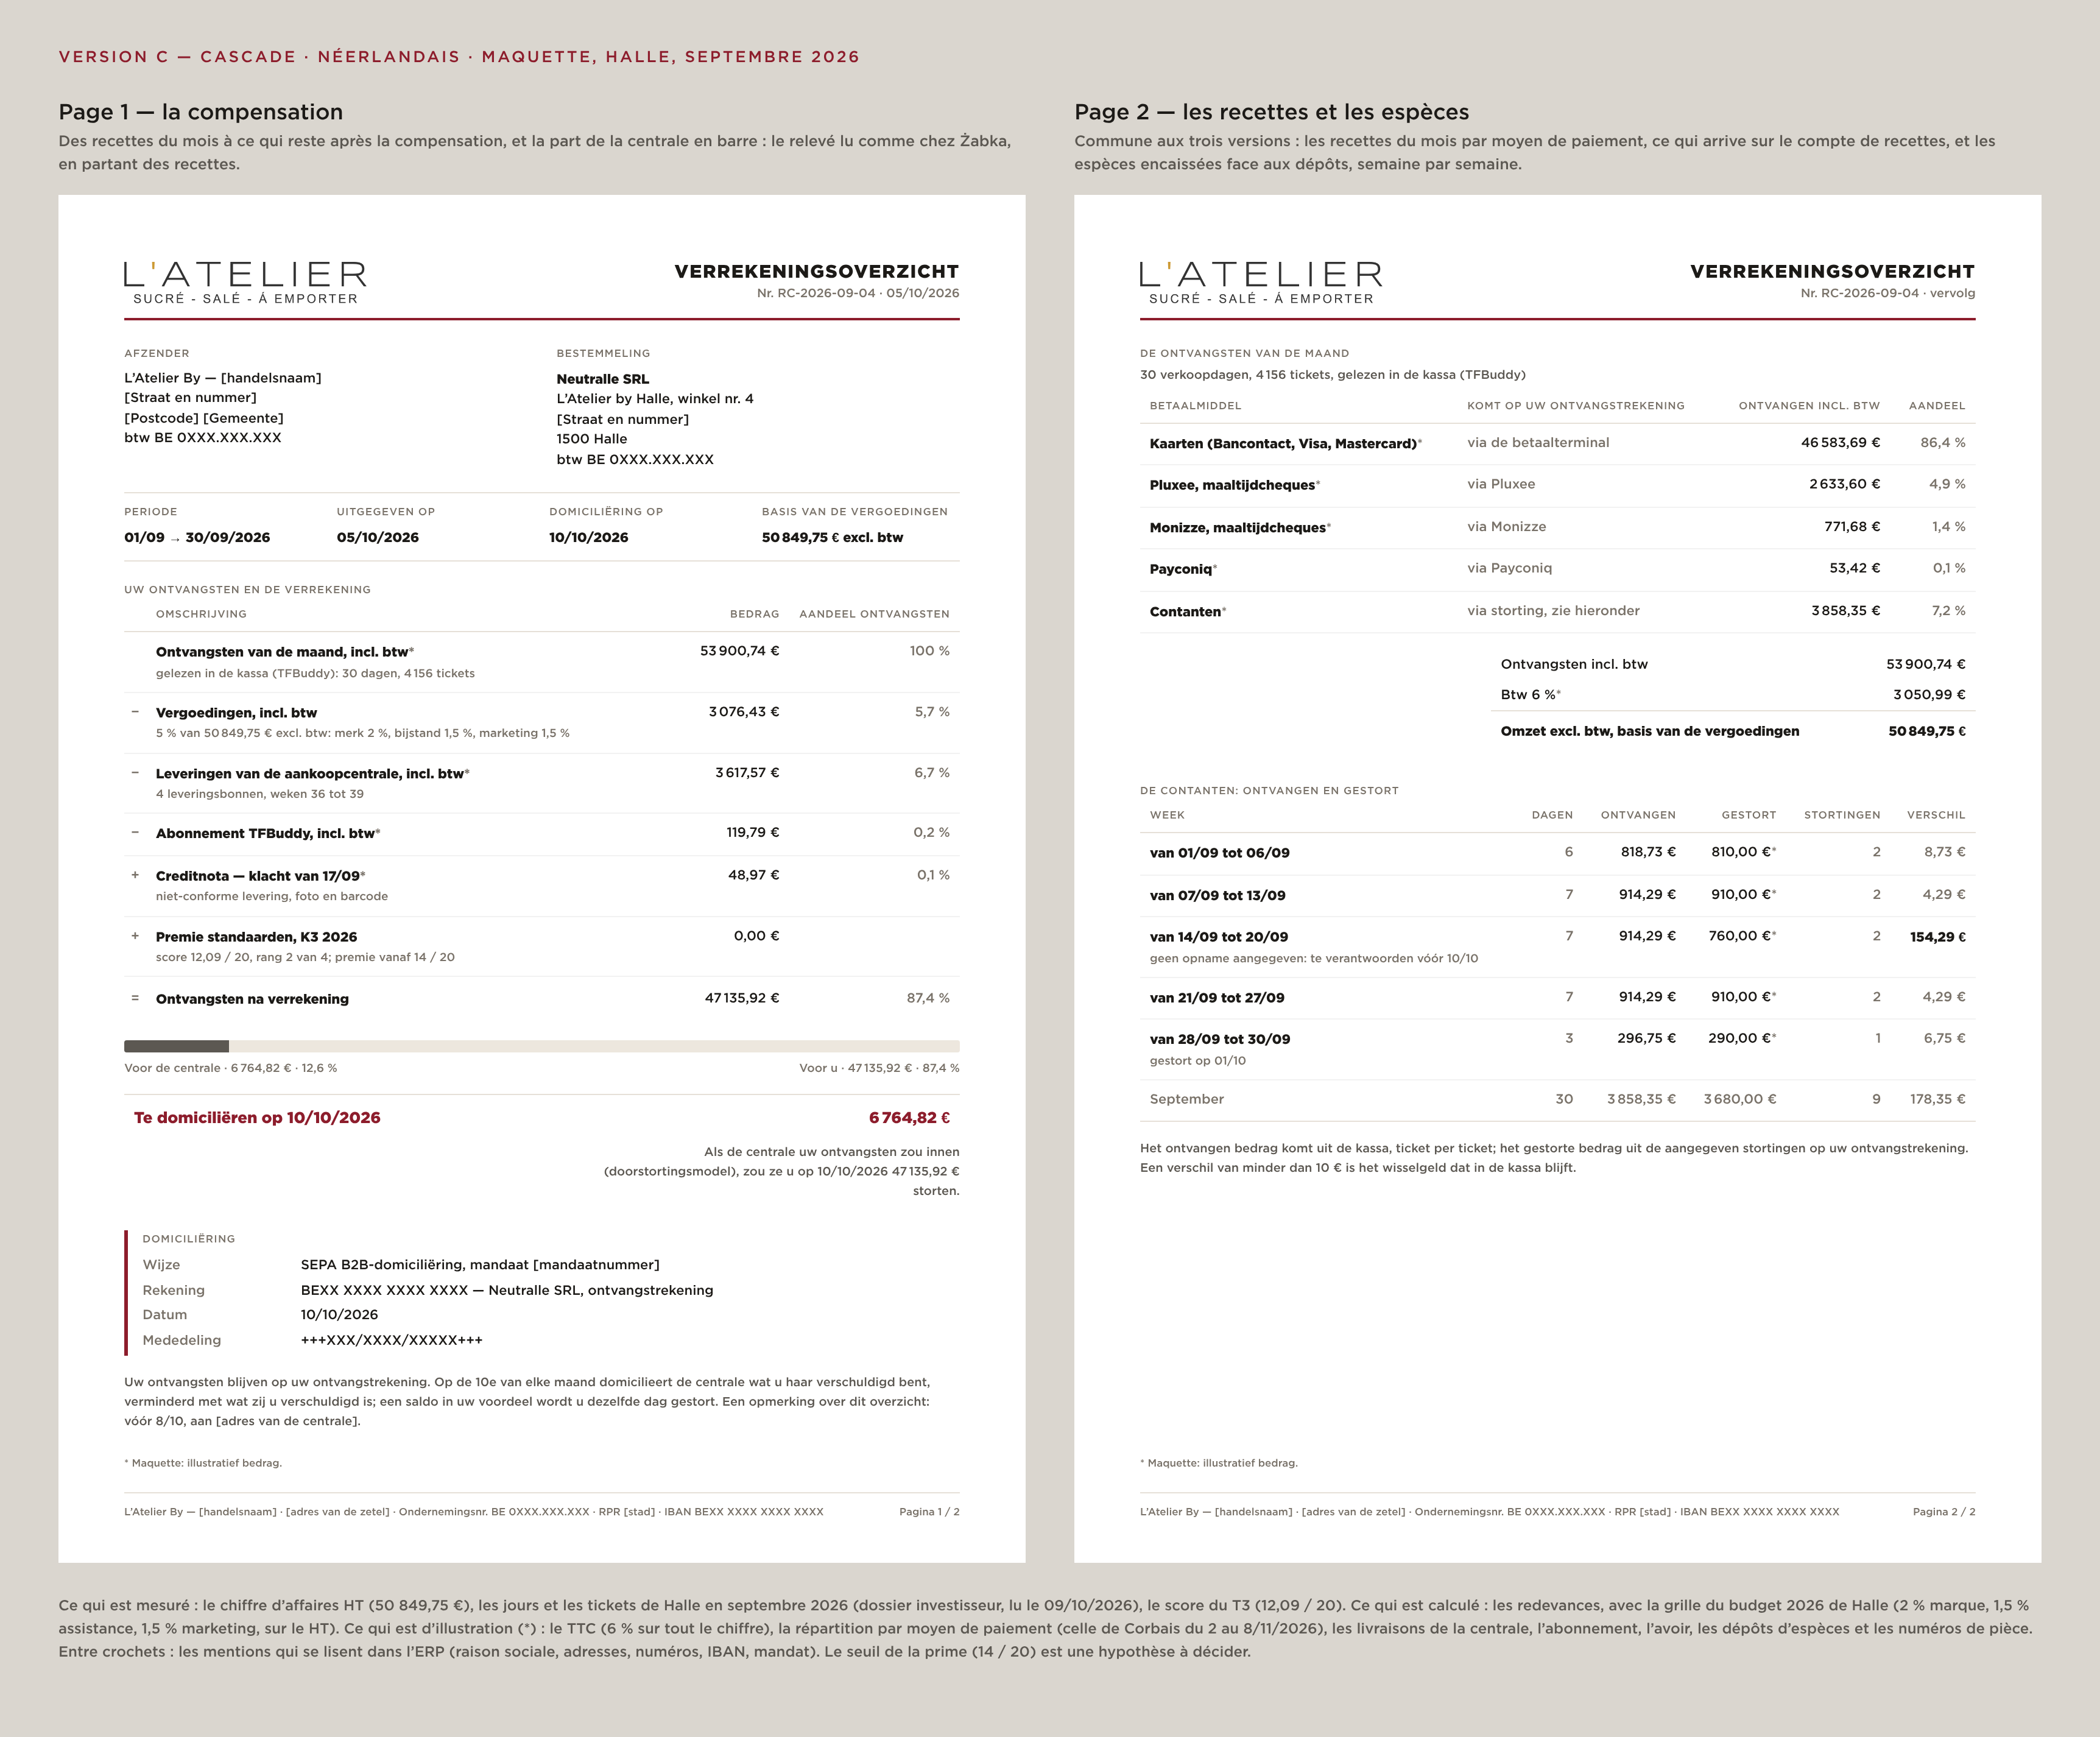 VERSION C — CASCADE · NÉERLANDAIS · MAQUETTE, HALLE, SEPTEMBRE 2026
Page 1 — la compensation
Des recettes du mois à ce qui reste après la compensation, et la part de la centrale en barre : le relevé lu comme chez Żabka,
en partant des recettes.
L'ATELIER
SUCRÉ - SALÉ - Á EMPORTER
VERREKENINGSOVERZICHT
Nr. RC-2026-09-04 · 05/10/2026
AFZENDER
L'Atelier By — [handelsnaam]
[Straat en nummer]
[Postcode] [Gemeente]
btw BE 0XXX.XXX.XXX
BESTEMMELING
Neutralle SRL
L'Atelier by Halle, winkel nr. 4
[Straat en nummer]
1500 Halle
btw BE 0XXX.XXX.XXX
PERIODE UITGEGEVEN OP DOMICILIËRING OP BASIS VAN DE VERGOEDINGEN
01/09 → 30/09/2026 05/10/2026 10/10/2026 50 849,75 € excl. btw
UW ONTVANGSTEN EN DE VERREKENING
OMSCHRIJVING BEDRAG AANDEEL ONTVANGSTEN
Ontvangsten van de maand, incl. btw* 53 900,74 € 100 %
gelezen in de kassa (TFBuddy): 30 dagen, 4 156 tickets
− Vergoedingen, incl. btw 3 076,43 € 5,7 %
5 % van 50 849,75 € excl. btw: merk 2 %, bijstand 1,5 %, marketing 1,5 %
− Leveringen van de aankoopcentrale, incl. btw* 3 617,57 € 6,7 %
4 leveringsbonnen, weken 36 tot 39
− Abonnement TFBuddy, incl. btw* 119,79 € 0,2 %
+ Creditnota — klacht van 17/09* 48,97 € 0,1 %
niet-conforme levering, foto en barcode
+ Premie standaarden, K3 2026 0,00 €
score 12,09 / 20, rang 2 van 4; premie vanaf 14 / 20
= Ontvangsten na verrekening 47 135,92 € 87,4 %
Voor de centrale · 6 764,82 € · 12,6 % Voor u · 47 135,92 € · 87,4 %
Te domiciliëren op 10/10/2026 6 764,82 €
Als de centrale uw ontvangsten zou innen
(doorstortingsmodel), zou ze u op 10/10/2026 47 135,92 €
storten.
DOMICILIËRING
Wijze SEPA B2B-domiciliëring, mandaat [mandaatnummer]
Rekening BEXX XXXX XXXX XXXX — Neutralle SRL, ontvangstrekening
Datum 10/10/2026
Mededeling +++XXX/XXXX/XXXXX+++
Uw ontvangsten blijven op uw ontvangstrekening. Op de 10e van elke maand domicilieert de centrale wat u haar verschuldigd bent,
verminderd met wat zij u verschuldigd is; een saldo in uw voordeel wordt u dezelfde dag gestort. Een opmerking over dit overzicht:
vóór 8/10, aan [adres van de centrale].
* Maquette: illustratief bedrag.
L'Atelier By — [handelsnaam] · [adres van de zetel] · Ondernemingsnr. BE 0XXX.XXX.XXX · RPR [stad] · IBAN BEXX XXXX XXXX XXXX Pagina 1 / 2
Page 2 — les recettes et les espèces
Commune aux trois versions : les recettes du mois par moyen de paiement, ce qui arrive sur le compte de recettes, et les
espèces encaissées face aux dépôts, semaine par semaine.
L'ATELIER
SUCRÉ - SALÉ - Á EMPORTER
VERREKENINGSOVERZICHT
Nr. RC-2026-09-04 · vervolg
DE ONTVANGSTEN VAN DE MAAND
30 verkoopdagen, 4 156 tickets, gelezen in de kassa (TFBuddy)
BETAALMIDDEL KOMT OP UW ONTVANGSTREKENING ONTVANGEN INCL. BTW AANDEEL
Kaarten (Bancontact, Visa, Mastercard)* via de betaalterminal 46 583,69 € 86,4 %
Pluxee, maaltijdcheques* via Pluxee 2 633,60 € 4,9 %
Monizze, maaltijdcheques* via Monizze 771,68 € 1,4 %
Payconiq* via Payconiq 53,42 € 0,1 %
Contanten* via storting, zie hieronder 3 858,35 € 7,2 %
Ontvangsten incl. btw 53 900,74 €
Btw 6 %* 3 050,99 €
Omzet excl. btw, basis van de vergoedingen 50 849,75 €
DE CONTANTEN: ONTVANGEN EN GESTORT
WEEK DAGEN ONTVANGEN GESTORT STORTINGEN VERSCHIL
van 01/09 tot 06/09 6 818,73 € 810,00 €* 2 8,73 €
van 07/09 tot 13/09 7 914,29 € 910,00 €* 2 4,29 €
van 14/09 tot 20/09 7 914,29 € 760,00 €* 2 154,29 €
geen opname aangegeven: te verantwoorden vóór 10/10
van 21/09 tot 27/09 7 914,29 € 910,00 €* 2 4,29 €
van 28/09 tot 30/09 3 296,75 € 290,00 €* 1 6,75 €
gestort op 01/10
September 30 3 858,35 € 3 680,00 € 9 178,35 €
Het ontvangen bedrag komt uit de kassa, ticket per ticket; het gestorte bedrag uit de aangegeven stortingen op uw ontvangstrekening.
Een verschil van minder dan 10 € is het wisselgeld dat in de kassa blijft.
* Maquette: illustratief bedrag.
L'Atelier By — [handelsnaam] · [adres van de zetel] · Ondernemingsnr. BE 0XXX.XXX.XXX · RPR [stad] · IBAN BEXX XXXX XXXX XXXX Pagina 2 / 2
Ce qui est mesuré : le chiffre d'affaires HT (50 849,75 €), les jours et les tickets de Halle en septembre 2026 (dossier investisseur, lu le 09/10/2026), le score du T3 (12,09 / 20). Ce qui est calculé : les redevances, avec la grille du budget 2026 de Halle (2 % marque, 1,5 %
assistance, 1,5 % marketing, sur le HT). Ce qui est d'illustration (*) : le TTC (6 % sur tout le chiffre), la répartition par moyen de paiement (celle de Corbais du 2 au 8/11/2026), les livraisons de la centrale, l'abonnement, l'avoir, les dépôts d'espèces et les numéros de pièce.
Entre crochets : les mentions qui se lisent dans l'ERP (raison sociale, adresses, numéros, IBAN, mandat). Le seuil de la prime (14 / 20) est une hypothèse à décider.